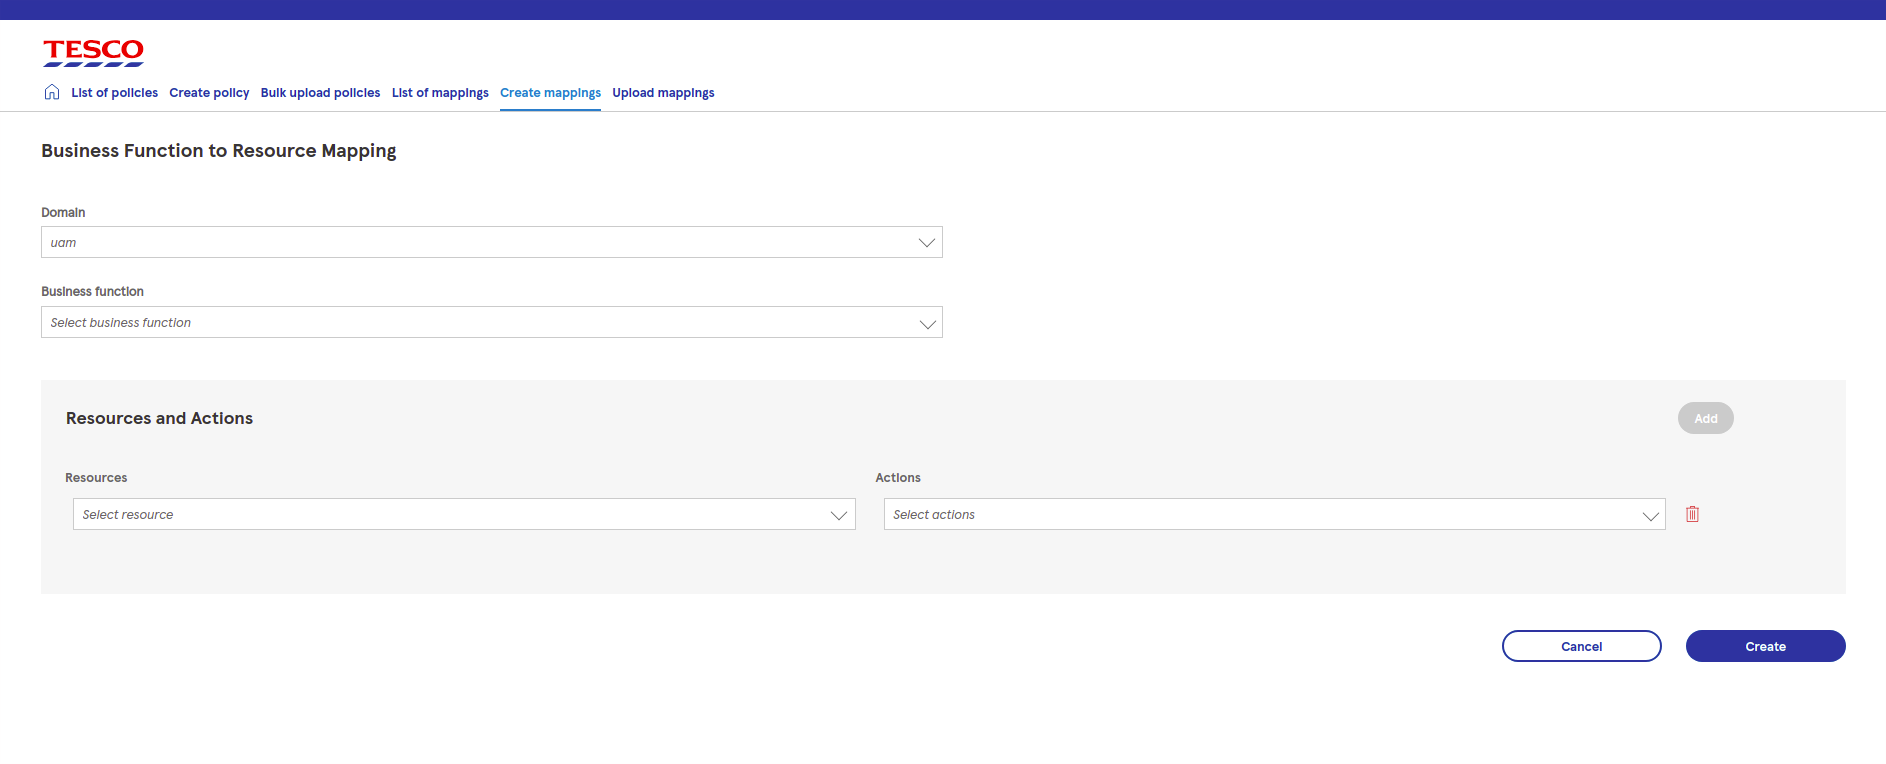 TESCO
List of policies Create policy Bulk upload policies List of mappings Create mappings Upload mappings
Business Function to Resource Mapping
Domain
uam
Business function
Select business function
Resources and Actions Add
Resources Actions
Select resource Select actions
Cancel Create